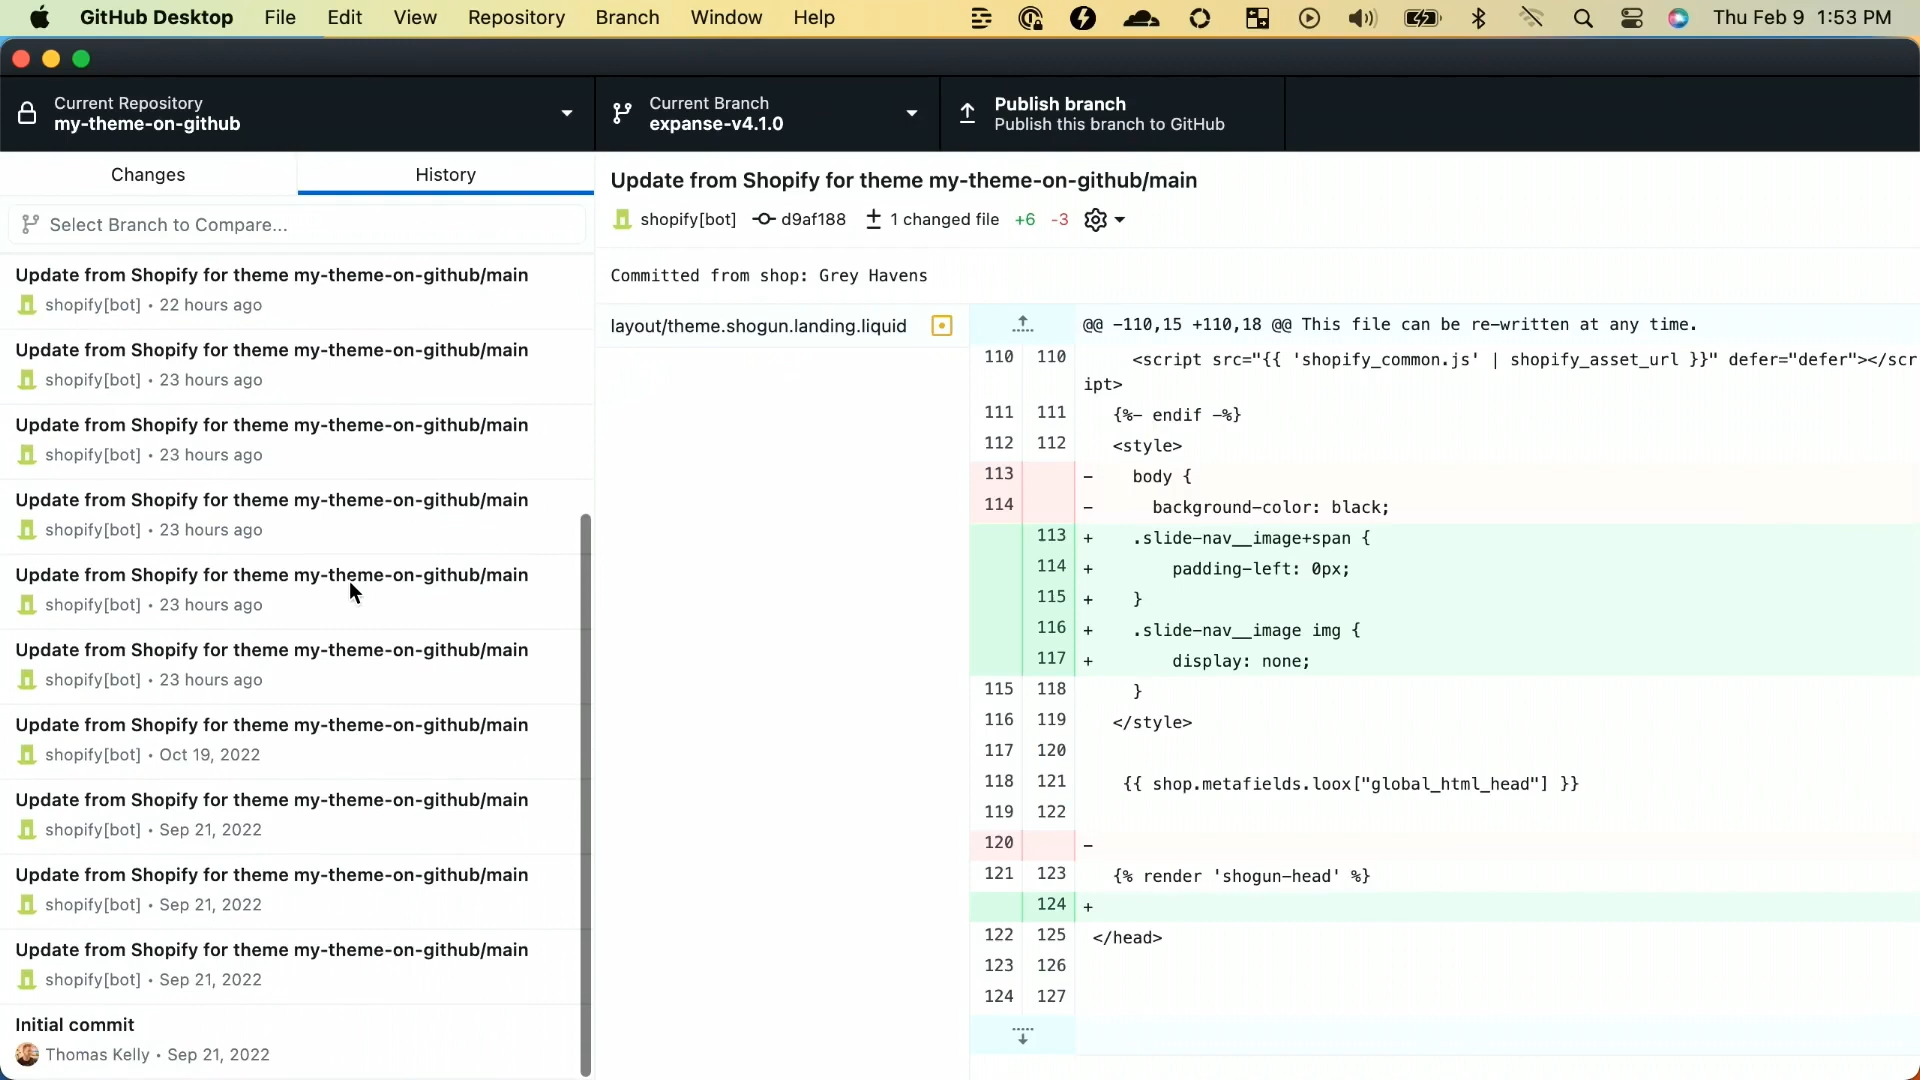 GitHub Desktop File Edit View Repository Branch Window Help Thu Feb 9 1:53 PM
Current Repository
my-theme-on-github
Current Branch
expanse-v4.1.0
Publish branch
Publish this branch to GitHub
Changes History
Select Branch to Compare...
Update from Shopify for theme my-theme-on-github/main
shopify[bot] • 22 hours ago
Update from Shopify for theme my-theme-on-github/main
shopify[bot] • 23 hours ago
Update from Shopify for theme my-theme-on-github/main
shopify[bot] • 23 hours ago
Update from Shopify for theme my-theme-on-github/main
shopify[bot] • 23 hours ago
Update from Shopify for theme my-theme-on-github/main
shopify[bot] • 23 hours ago
Update from Shopify for theme my-theme-on-github/main
shopify[bot] • 23 hours ago
Update from Shopify for theme my-theme-on-github/main
shopify[bot] • Oct 19, 2022
Update from Shopify for theme my-theme-on-github/main
shopify[bot] • Sep 21, 2022
Update from Shopify for theme my-theme-on-github/main
shopify[bot] • Sep 21, 2022
Update from Shopify for theme my-theme-on-github/main
shopify[bot] • Sep 21, 2022
Initial commit
Thomas Kelly • Sep 21, 2022
Update from Shopify for theme my-theme-on-github/main
shopify[bot] d9af188 1 changed file +6 -3
Committed from shop: Grey Havens
layout/theme.shogun.landing.liquid
@@ -110,15 +110,18 @@ This file can be re-written at any time.
110 110 <script src="{{ 'shopify_common.js' | shopify_asset_url }}" defer="defer"></scr
ipt>
111 111 {%- endif -%}
112 112 <style>
113 - body {
114 - background-color: black;
113 + .slide-nav__image+span {
114 + padding-left: 0px;
115 + }
116 + .slide-nav__image img {
117 + display: none;
115 118 }
116 119 </style>
117 120
118 121 {{ shop.metafields.loox["global_html_head"] }}
119 122
120 -
121 123 {% render 'shogun-head' %}
124 +
122 125 </head>
123 126
124 127